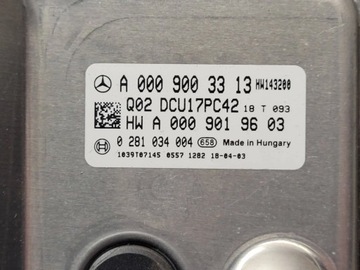 A 000 900 33 13 HW143200
Q02 DCU17PC42 18 T 093
HW A 000 901 96 03
0 281 034 004 658 Made in Hungary
1039T07145 0557 1282 18-04-03